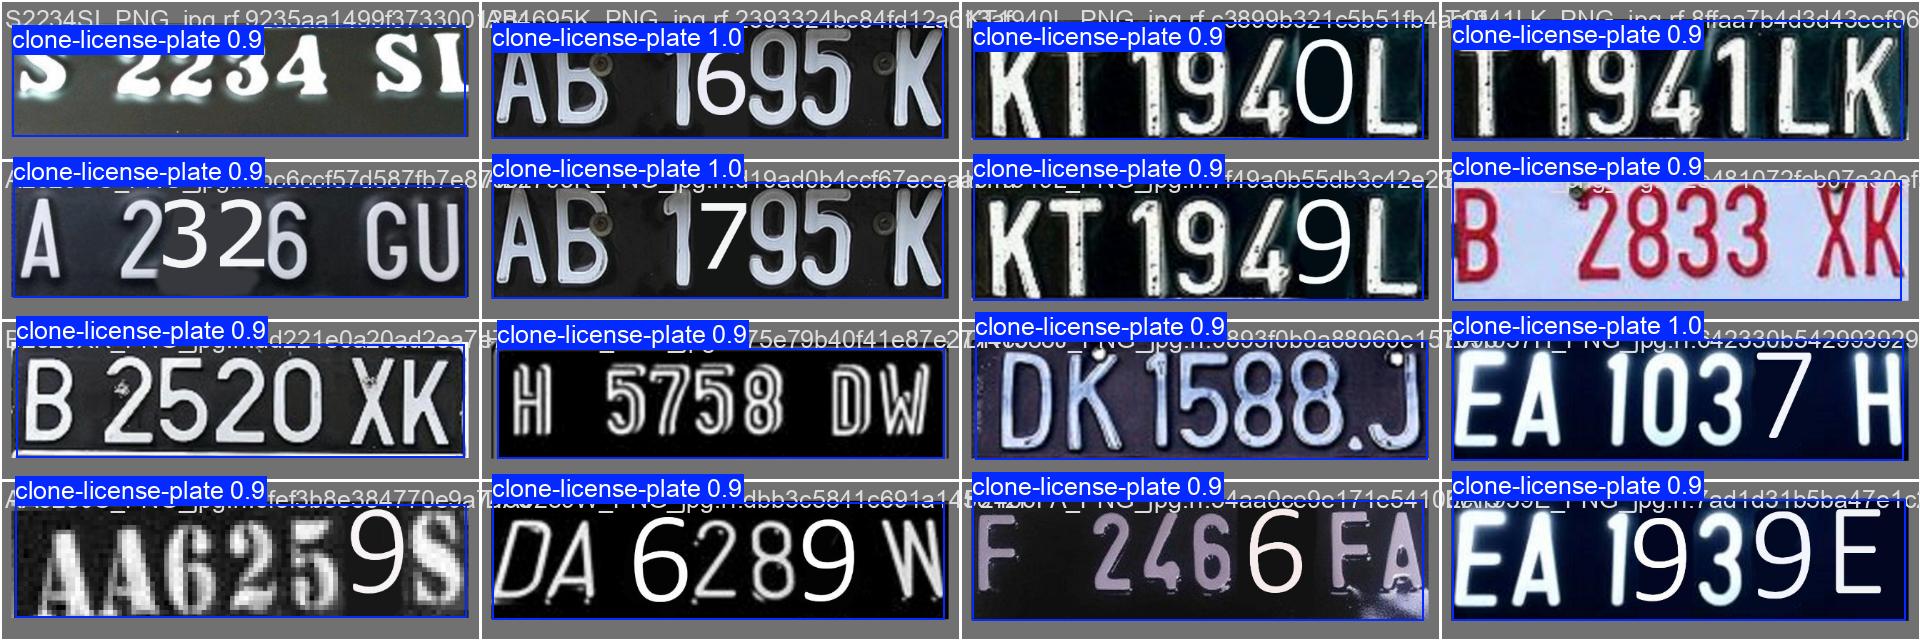 clone-license-plate 0.9
S 2234 SI
clone-license-plate 1.0
AB 1695 K
clone-license-plate 0.9
KT 1940 L
clone-license-plate 0.9
T 1941 LK
clone-license-plate 0.9
A 2326 GU
clone-license-plate 1.0
AB 1795 K
clone-license-plate 0.9
KT 1949 L
clone-license-plate 0.9
B 2833 XK
clone-license-plate 0.9
B 2520 XK
clone-license-plate 0.9
H 5758 DW
clone-license-plate 0.9
DK 1588.J
clone-license-plate 1.0
EA 1037 H
clone-license-plate 0.9
AA6259S
clone-license-plate 0.9
DA 6289 W
clone-license-plate 0.9
F 2466 FA
clone-license-plate 0.9
EA 1939 E